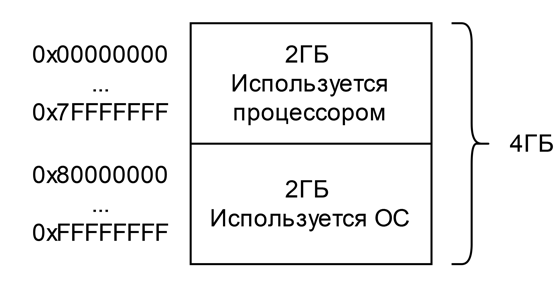 0x00000000
...
0x7FFFFFFF
2ГБ
Используется
процессором
0x80000000
...
0xFFFFFFFF
2ГБ
Используется ОС
4ГБ